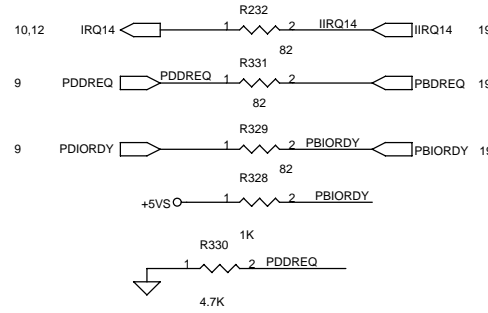 R232
10,12 IRQ14 1 2 IIRQ14 IIRQ14 19
82
R331
9 PDDREQ PDDREQ 1 2 PBDREQ 19
82
R329
9 PDIORDY 1 2 PBIORDY PBIORDY 19
82
R328
+5VS 1 2 PBIORDY
1K
R330
1 2 PDDREQ
4.7K